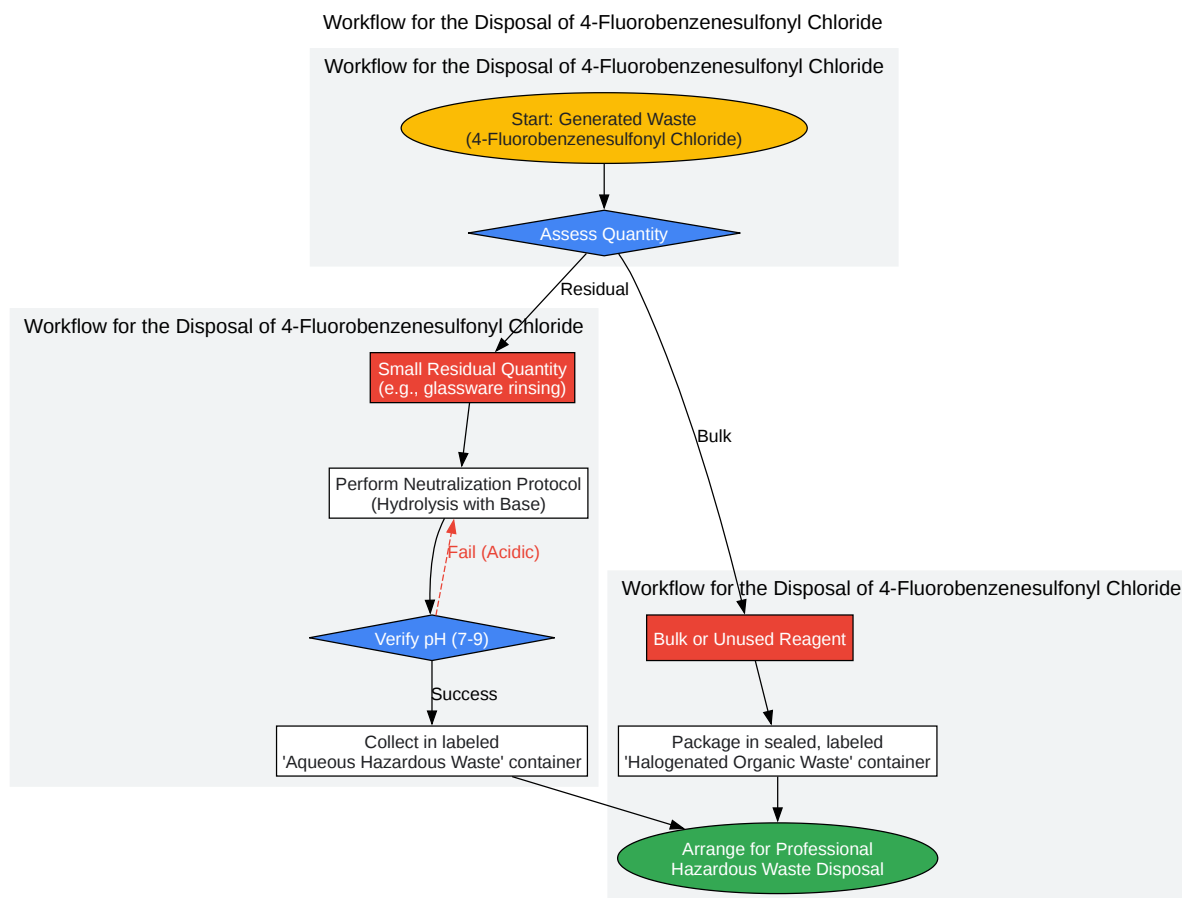 Workflow for the Disposal of 4-Fluorobenzenesulfonyl Chloride
Workflow for the Disposal of 4-Fluorobenzenesulfonyl Chloride
Start: Generated Waste
(4-Fluorobenzenesulfonyl Chloride)
Assess Quantity
Residual
Workflow for the Disposal of 4-Fluorobenzenesulfonyl Chloride
Small Residual Quantity
(e.g., glassware rinsing)
Bulk
Perform Neutralization Protocol
(Hydrolysis with Base)
Fail (Acidic)
Workflow for the Disposal of 4-Fluorobenzenesulfonyl Chloride
Verify pH (7-9)
Bulk or Unused Reagent
Success
Collect in labeled
'Aqueous Hazardous Waste' container
Package in sealed, labeled
'Halogenated Organic Waste' container
Arrange for Professional
Hazardous Waste Disposal